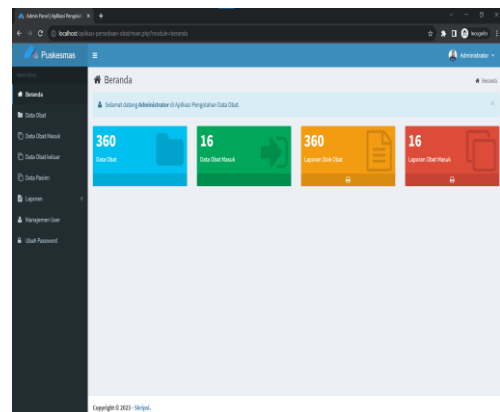 Admin Panel | Aplikasi Pengolah
localhost/aplikasi-persediaan-obat/main.php?module=beranda
Incognito
Puskesmas
Administrator
Beranda
Beranda
Beranda
Selamat datang Administrator di Aplikasi Pengolahan Data Obat.
Data Obat
Data Obat Masuk
Data Obat keluar
Data Pasien
Laporan
Manajemen User
Ubah Password
360
Data Obat
16
Data Obat Masuk
360
Laporan Stok Obat
16
Laporan Obat Masuk
Copyright © 2023 - Skripsi.